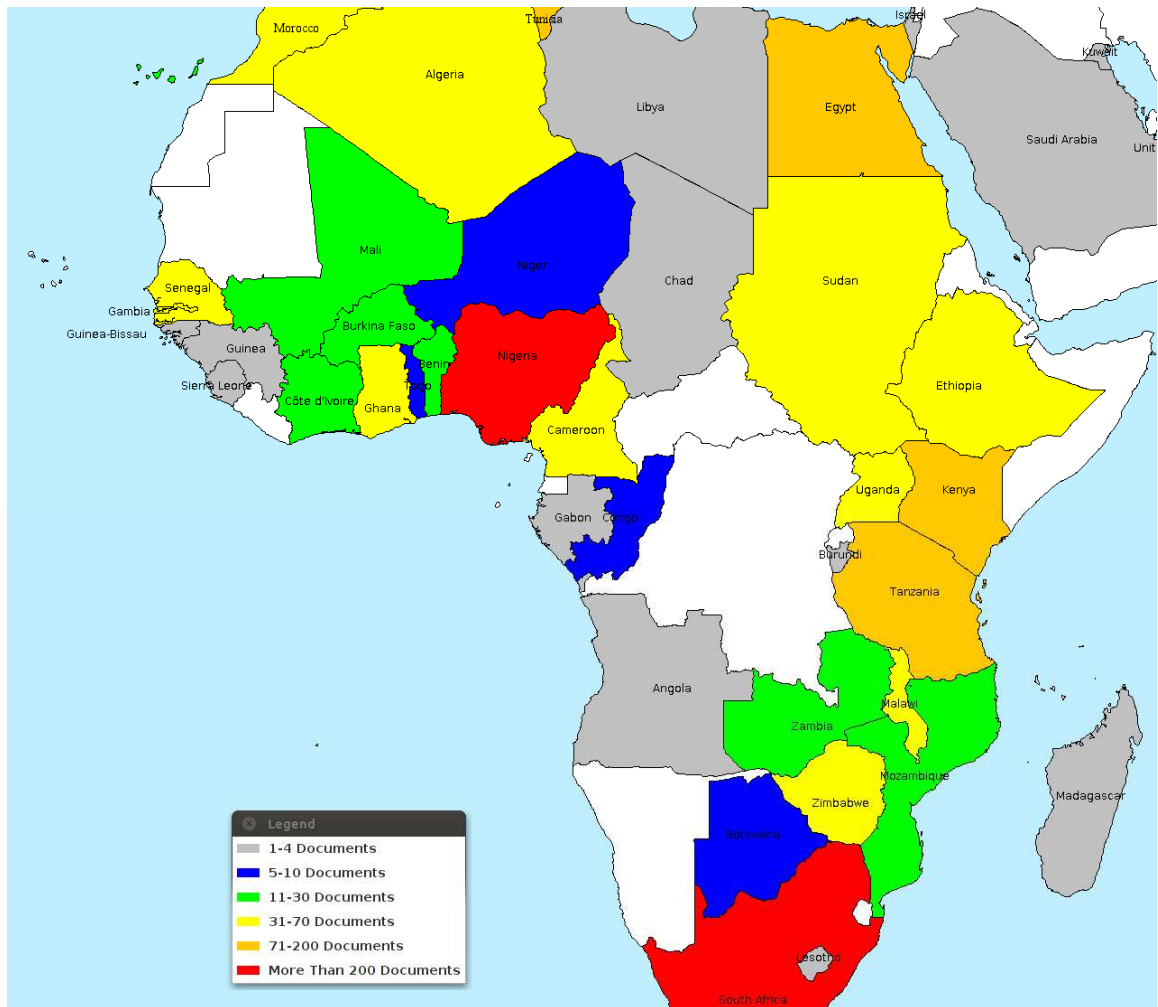 Israel
Tunisia
Morocco
Kuwait
Algeria
Libya
Egypt
Saudi Arabia
Unit
Mali
Niger
Chad
Sudan
Senegal
Gambia
Guinea-Bissau
Burkina Faso
Guinea
Nigeria
Benin
Sierra Leone
Togo
Ethiopia
Côte d'Ivoire
Ghana
Cameroon
Uganda
Kenya
Gabon
Congo
Burundi
Tanzania
Angola
Malawi
Zambia
Mozambique
Madagascar
Zimbabwe
Botswana
Lesotho
South Africa
Legend
1-4 Documents
5-10 Documents
11-30 Documents
31-70 Documents
71-200 Documents
More Than 200 Documents